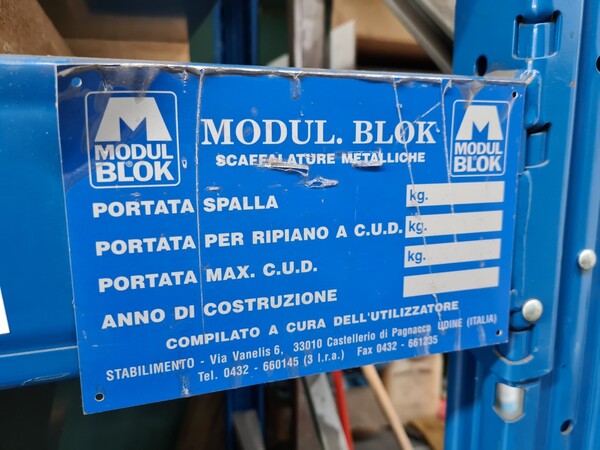 M
MODUL
BLOK
MODUL. BLOK
SCAFFALATURE METALLICHE
M
MODUL
BLOK
PORTATA SPALLA kg.
PORTATA PER RIPIANO A C.U.D. kg.
PORTATA MAX. C.U.D. kg.
ANNO DI COSTRUZIONE
COMPILATO A CURA DELL'UTILIZZATORE
STABILIMENTO - Via Vanelis 6, 33010 Castellerio di Pagnacco UDINE (ITALIA)
Tel. 0432 - 660145 (3 l.r.a.) Fax 0432 - 661235